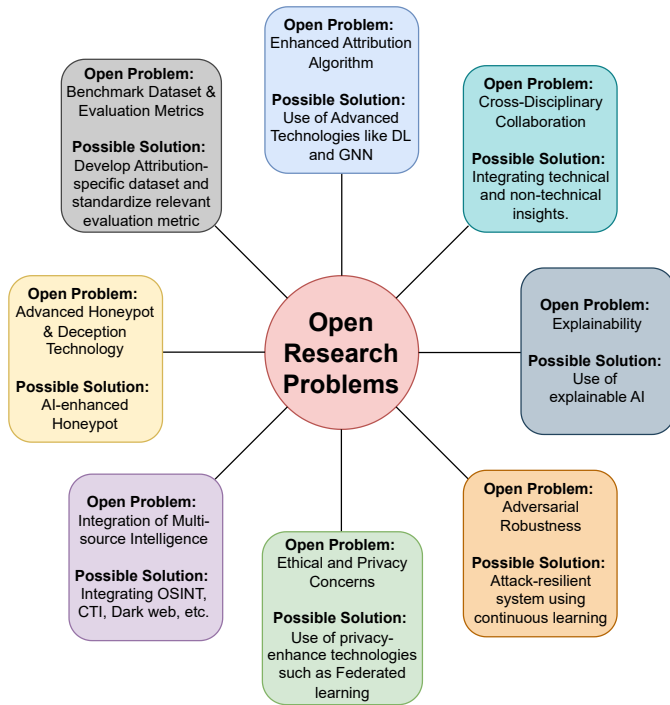 Open Problem:
Enhanced Attribution
Algorithm
Possible Solution:
Use of Advanced
Technologies like DL
and GNN
Open Problem:
Benchmark Dataset &
Evaluation Metrics
Possible Solution:
Develop Attribution-
specific dataset and
standardize relevant
evaluation metric
Open Problem:
Cross-Disciplinary
Collaboration
Possible Solution:
Integrating technical
and non-technical
insights.
Open Problem:
Advanced Honeypot
& Deception
Technology
Possible Solution:
AI-enhanced
Honeypot
Open
Research
Problems
Open Problem:
Explainability
Possible Solution:
Use of
explainable AI
Open Problem:
Integration of Multi-
source Intelligence
Possible Solution:
Integrating OSINT,
CTI, Dark web, etc.
Open Problem:
Ethical and Privacy
Concerns
Possible Solution:
Use of privacy-
enhance technologies
such as Federated
learning
Open Problem:
Adversarial
Robustness
Possible Solution:
Attack-resilient
system using
continuous learning